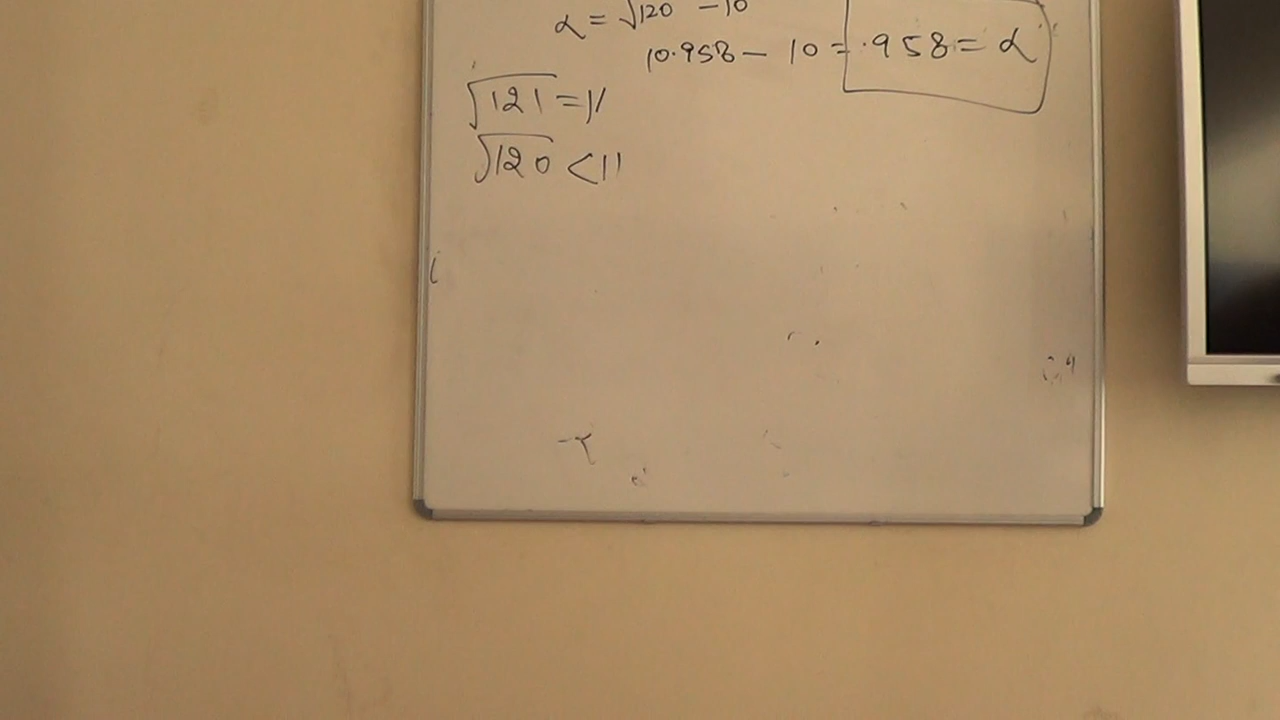 α = √120 - 10
10.958 - 10 = .958 = α
√121 = 11
√120 < 11